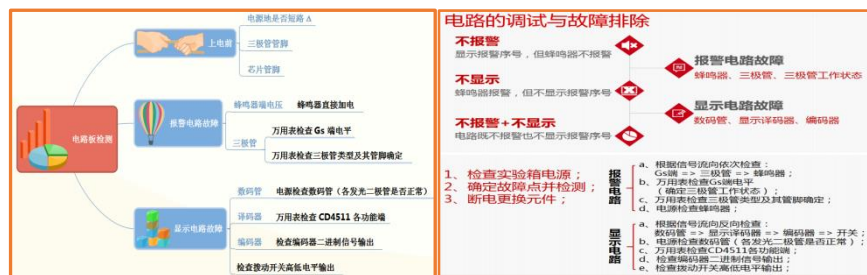 电路板检测
上电前
电源地是否短路 Δ
三极管管脚
芯片管脚
报警电路故障
蜂鸣器端电压
蜂鸣器直接加电
三极管
万用表检查 Gs 端电平
万用表检查三极管类型及其管脚确定
显示电路故障
数码管
电源检查数码管（各发光二极管是否正常）
译码器
万用表检查 CD4511 各功能端
编码器
检查编码器二进制信号输出
检查拨动开关高低电平输出
电路的调试与故障排除
不报警
显示报警序号，但蜂鸣器不报警
不显示
蜂鸣器报警，但不显示报警序号
不报警+不显示
电路既不报警也不显示报警序号
报警电路故障
蜂鸣器、三极管、三极管工作状态
显示电路故障
数码管、显示译码器、编码器
1、检查实验箱电源；
2、确定故障点并检测；
3、断电更换元件；
报警电路
a、根据信号流向依次检查：
Gs端 => 三极管 => 蜂鸣器；
b、万用表检查Gs端电平
（确定三极管工作状态）
c、万用表检查三极管类型及其管脚确定；
d、电源检查蜂鸣器；
显示电路
a、根据信号流向反向检查：
数码管 => 显示译码器 => 编码器 => 开关；
b、电源检查数码管（各发光二极管是否正常）；
c、万用表检查CD4511各功能端；
d、检查编码器二进制信号输出；
e、检查拨动开关高低电平输出；